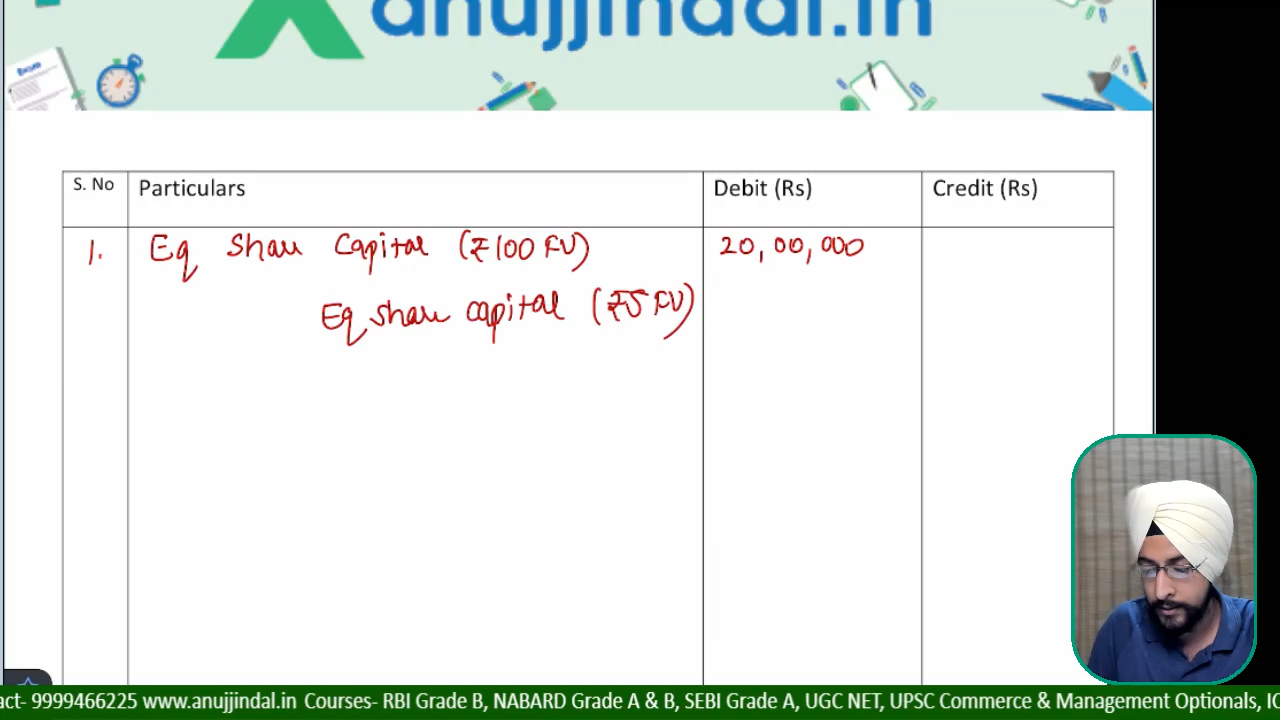 anujjindal.in
S. No Particulars Debit (Rs) Credit (Rs)
1. Eq Share Capital (₹100 FV) 20,00,000
Eq share capital (₹5 FV)
act- 9999466225 www.anujjindal.in Courses- RBI Grade B, NABARD Grade A & B, SEBI Grade A, UGC NET, UPSC Commerce & Management Optionals, IC